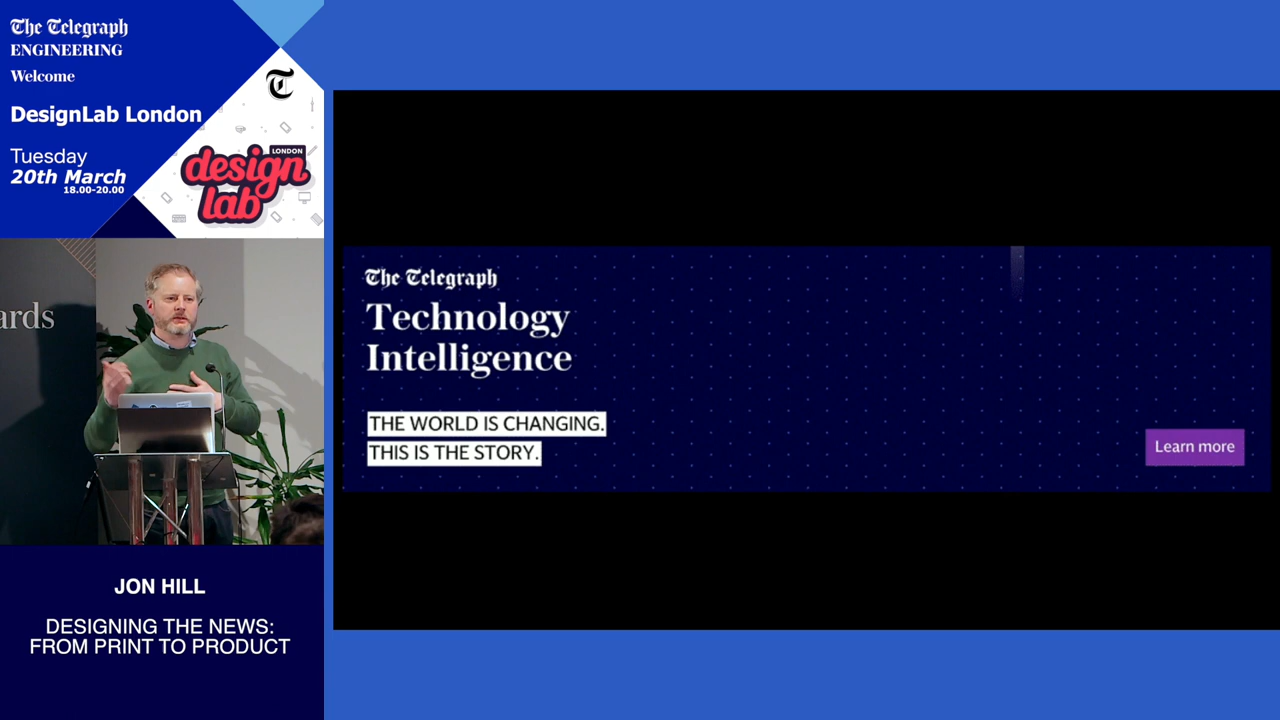 The Telegraph
ENGINEERING
Welcome
DesignLab London
Tuesday
20th March
18.00-20.00
T
LONDON
design
lab
ards
JON HILL
DESIGNING THE NEWS:
FROM PRINT TO PRODUCT
The Telegraph
Technology
Intelligence
THE WORLD IS CHANGING.
THIS IS THE STORY.
Learn more